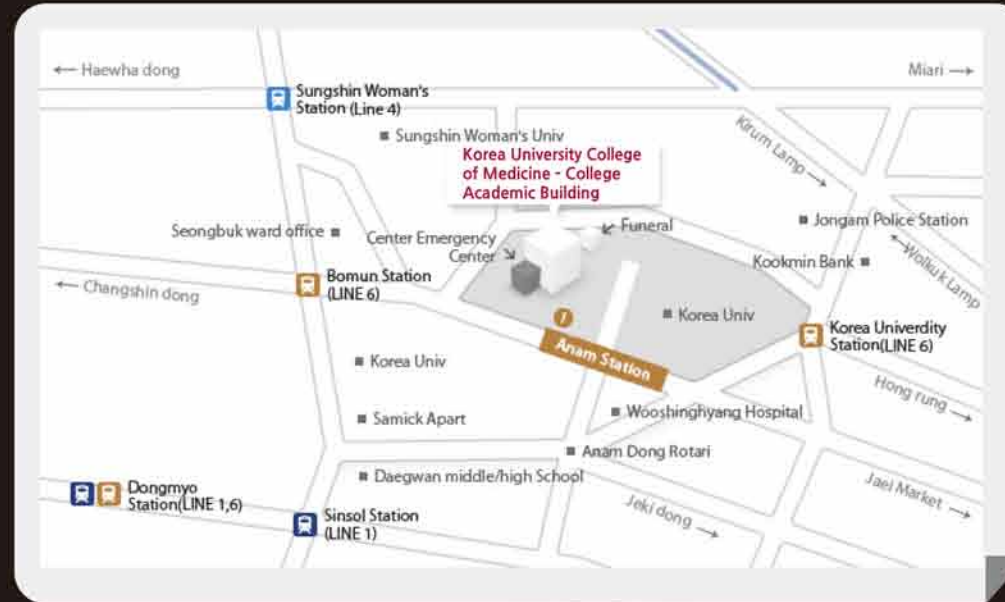 ← Haewha dong
Miari →
Sungshin Woman's
Station (Line 4)
Sungshin Woman's Univ
Kirum Lamp
Korea University College
of Medicine - College
Academic Building
Jongam Police Station
Funeral
Seongbuk ward office
Center Emergency
Center
Kookmin Bank
Wolkuk Lamp
Bomun Station
(LINE 6)
← Changshin dong
Korea Univ
Korea Univerdity
Station(LINE 6)
Anam Station
Korea Univ
Hong rung
Samick Apart
Wooshinghyang Hospital
Anam Dong Rotari
Daegwan middle/high School
Jael Market
Dongmyo
Station(LINE 1,6)
Jeki dong
Sinsol Station
(LINE 1)